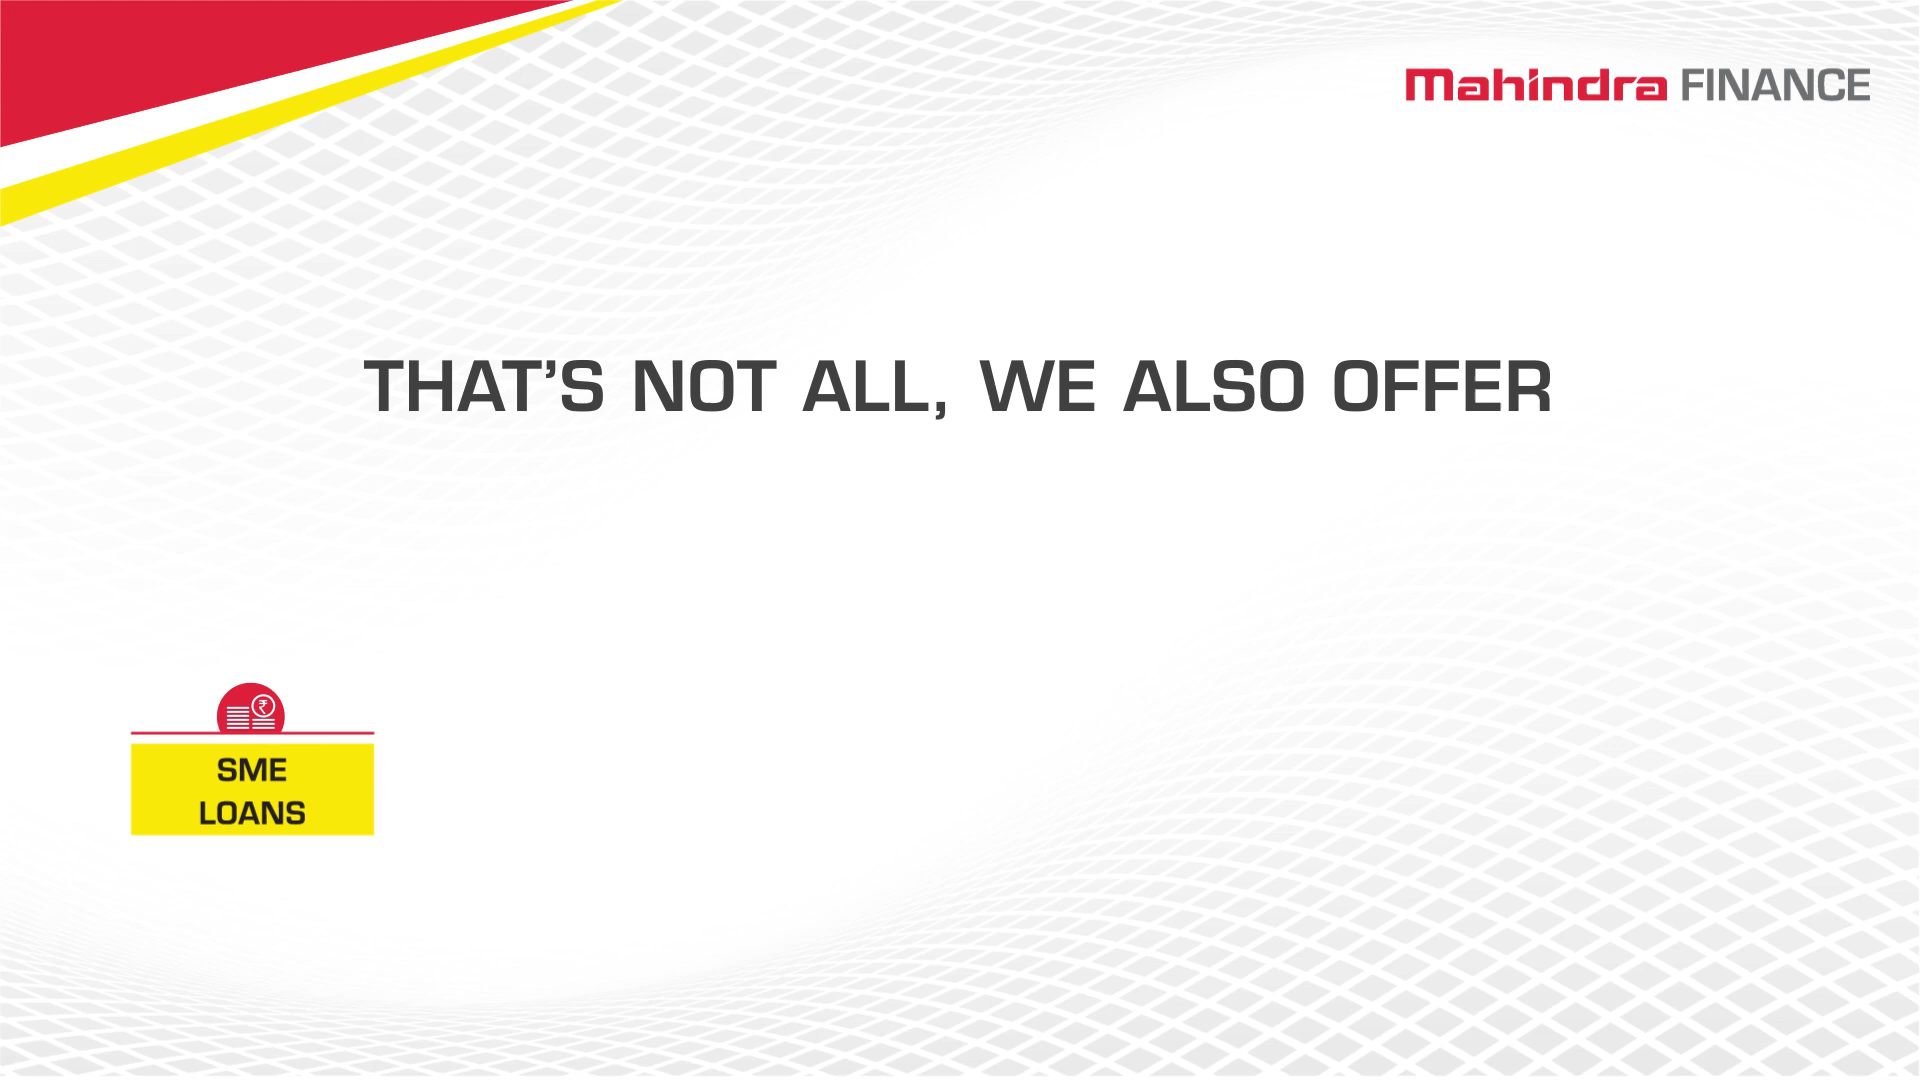 Mahindra FINANCE
THAT’S NOT ALL, WE ALSO OFFER
₹
SME
LOANS